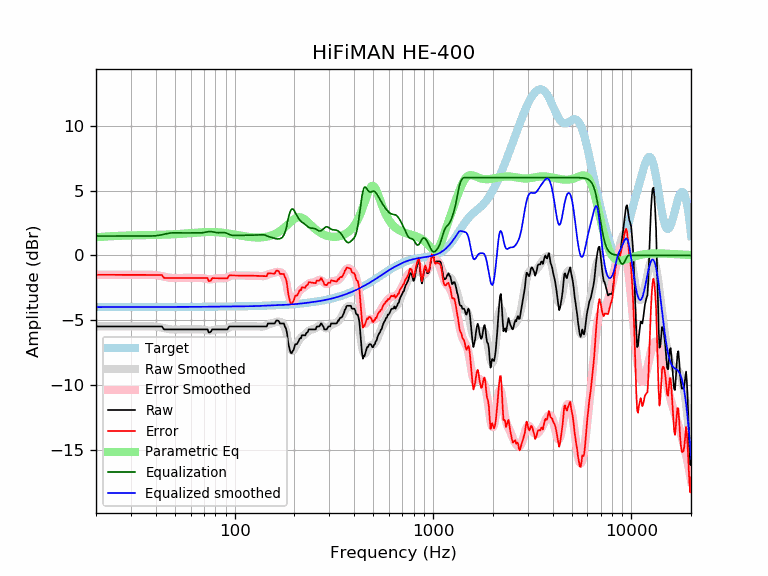 HiFiMAN HE-400
Amplitude (dBr)
10
5
0
−5
−10
−15
Target
Raw Smoothed
Error Smoothed
Raw
Error
Parametric Eq
Equalization
Equalized smoothed
100 1000 10000
Frequency (Hz)